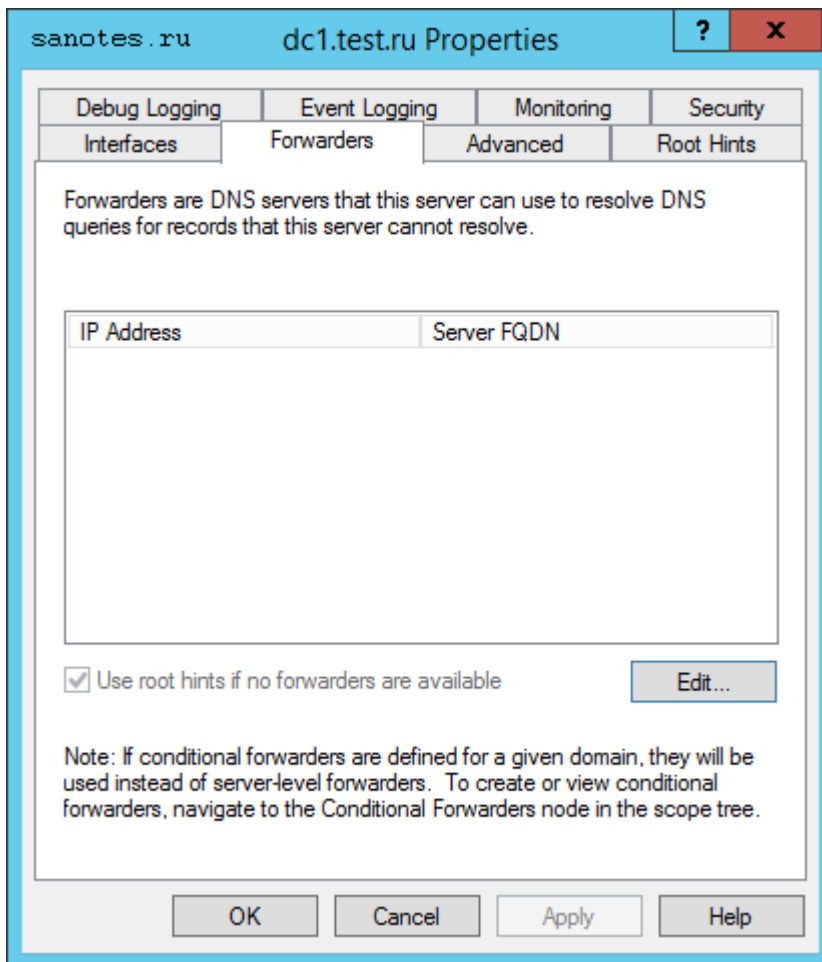 sanotes.ru dc1.test.ru Properties ? x
Debug Logging Event Logging Monitoring Security
Interfaces Forwarders Advanced Root Hints
Forwarders are DNS servers that this server can use to resolve DNS
queries for records that this server cannot resolve.
IP Address Server FQDN
Use root hints if no forwarders are available Edit...
Note: If conditional forwarders are defined for a given domain, they will be
used instead of server-level forwarders. To create or view conditional
forwarders, navigate to the Conditional Forwarders node in the scope tree.
OK Cancel Apply Help